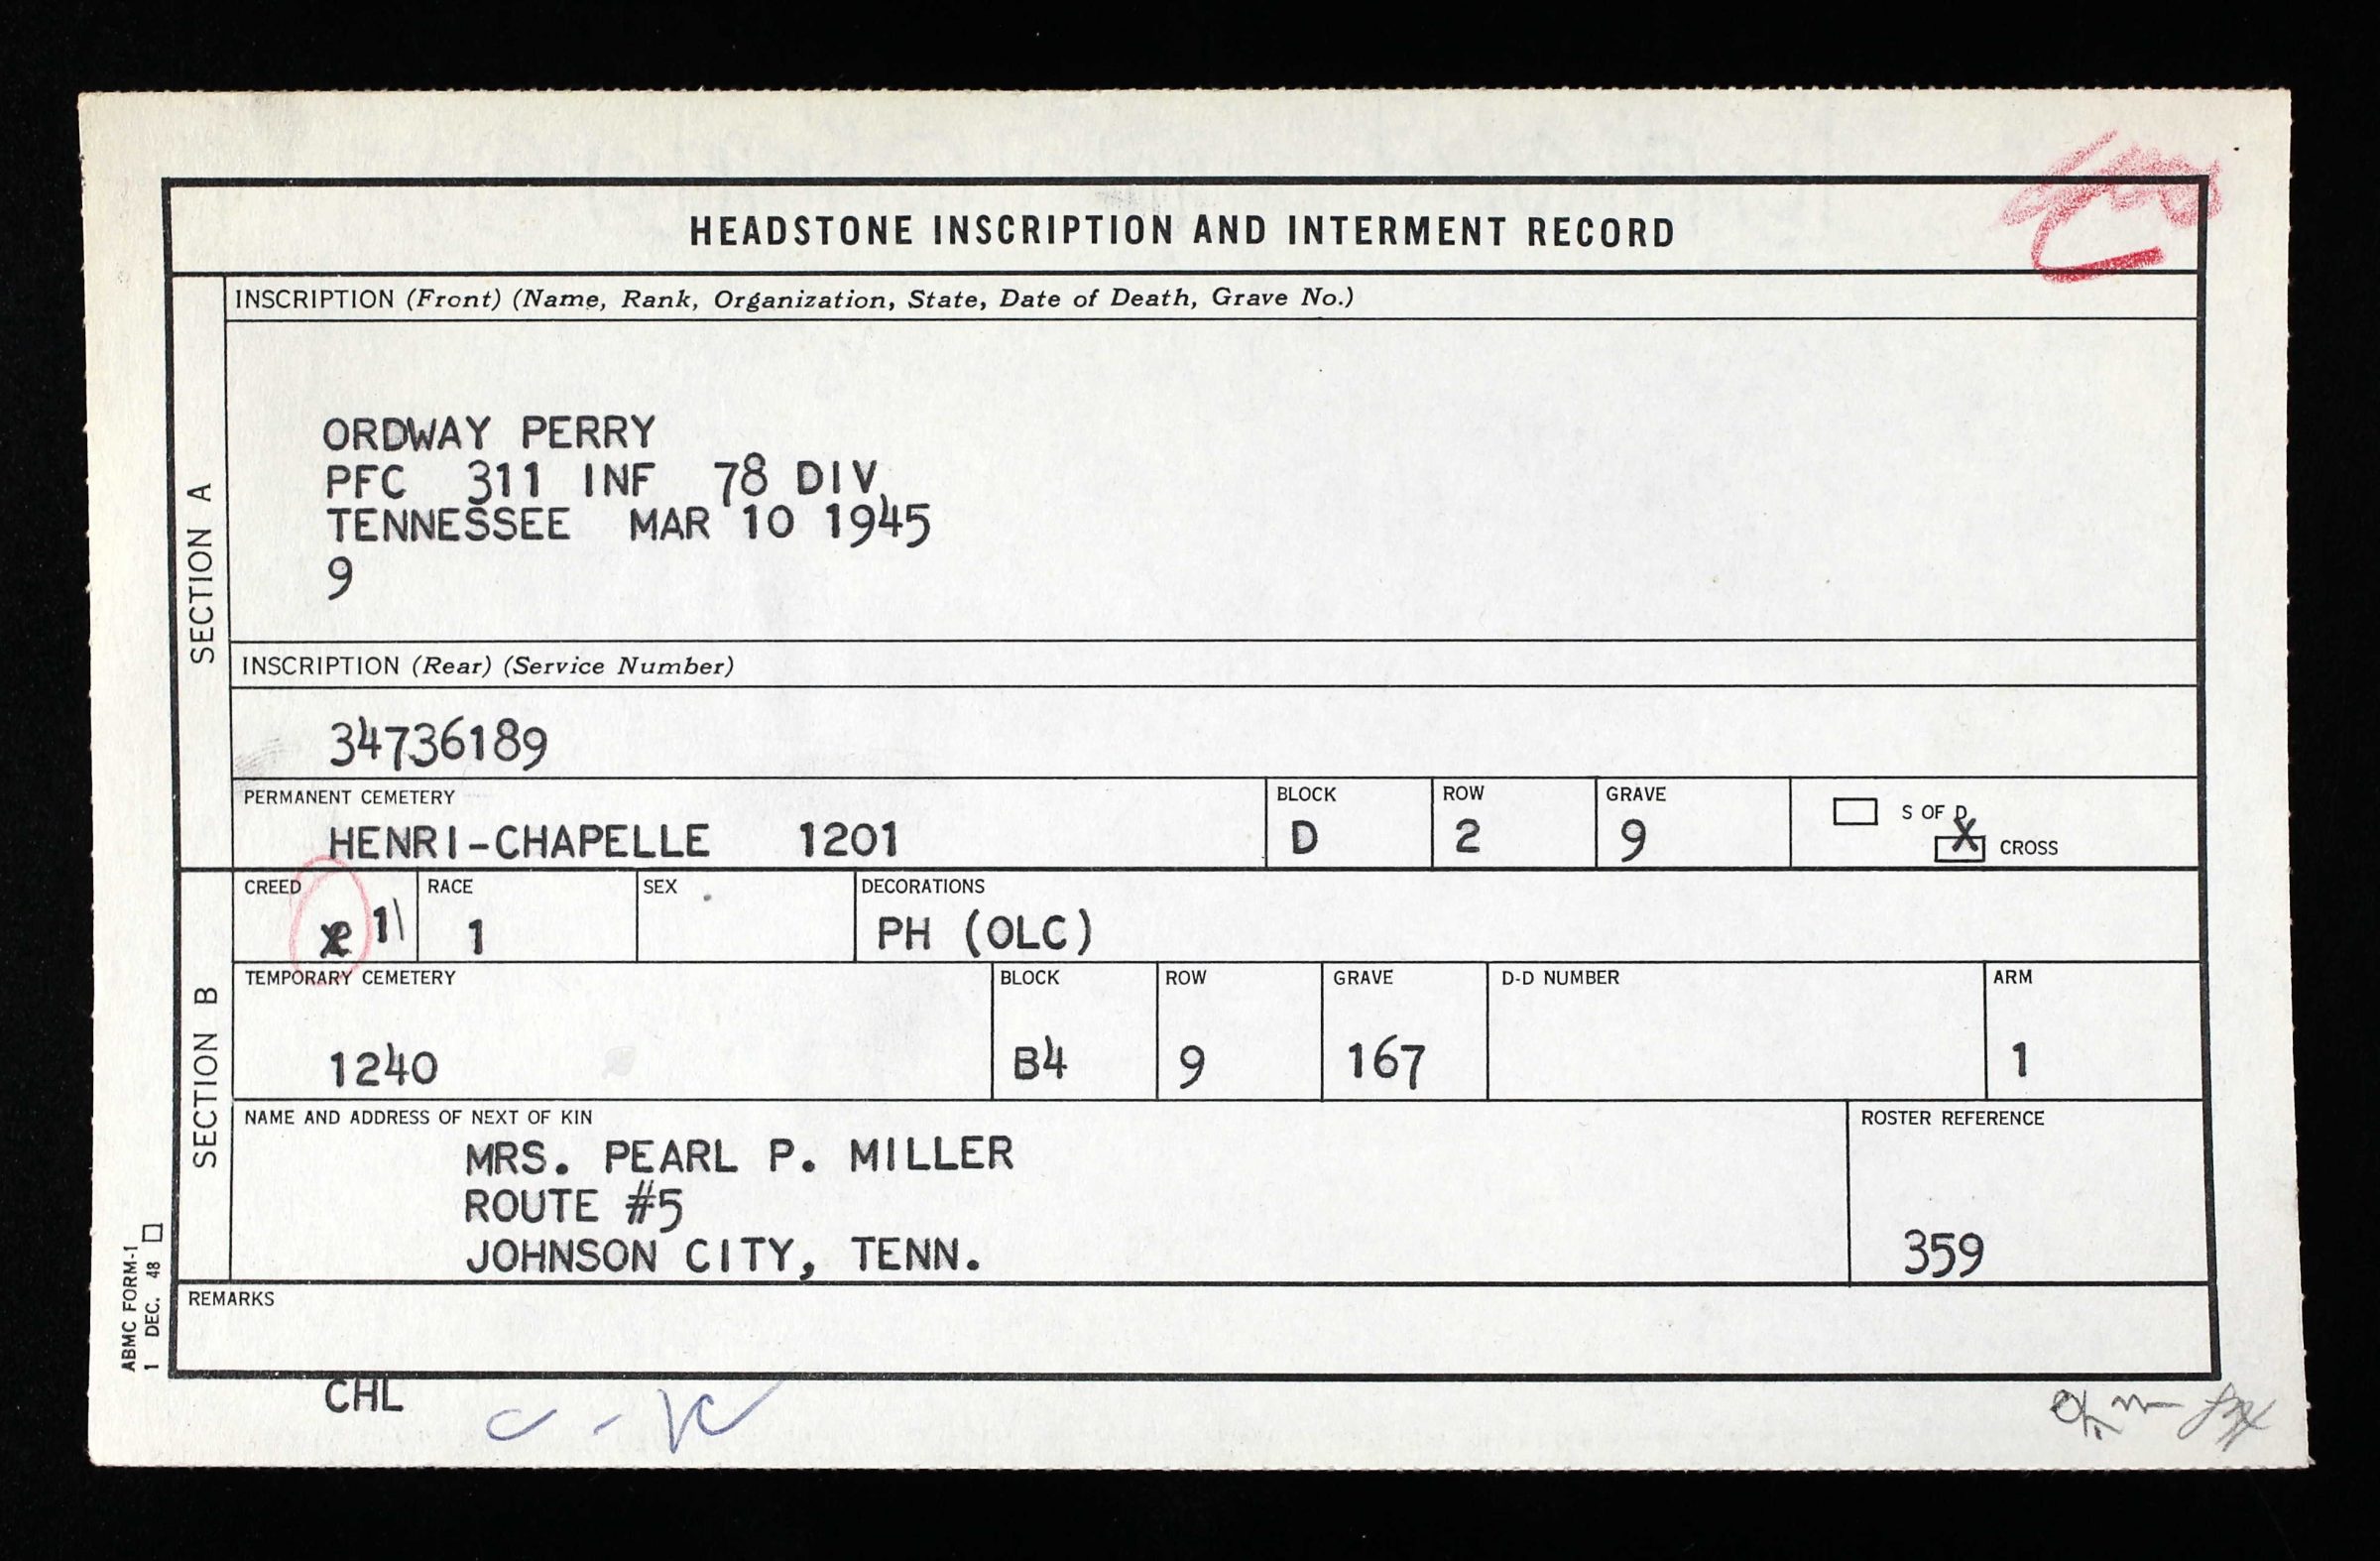 HEADSTONE INSCRIPTION AND INTERMENT RECORD
SECTION A
INSCRIPTION (Front) (Name, Rank, Organization, State, Date of Death, Grave No.)
ORDWAY PERRY
PFC 311 INF 78 DIV
TENNESSEE MAR 10 1945
9
INSCRIPTION (Rear) (Service Number)
34736189
PERMANENT CEMETERY BLOCK ROW GRAVE
HENRI-CHAPELLE 1201 D 2 9
S OF D
X CROSS
SECTION B
CREED RACE SEX DECORATIONS
1 1 PH (OLC)
TEMPORARY CEMETERY BLOCK ROW GRAVE D-D NUMBER ARM
1240 B4 9 167 1
NAME AND ADDRESS OF NEXT OF KIN ROSTER REFERENCE
MRS. PEARL P. MILLER
ROUTE #5
JOHNSON CITY, TENN. 359
REMARKS
ABMC FORM-1
1 DEC. 48
CHL